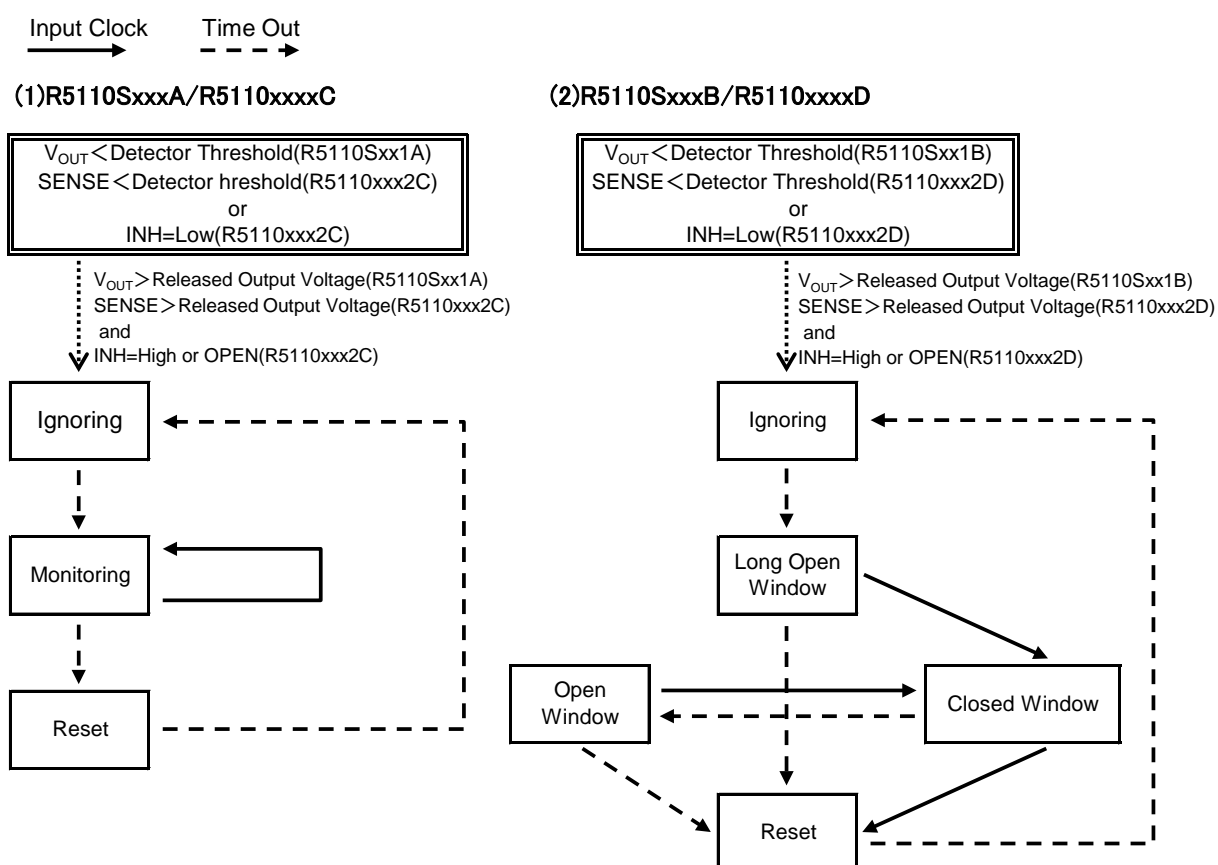 Input Clock
Time Out
(1)R5110SxxxA/R5110xxxxC
VOUT＜Detector Threshold(R5110Sxx1A)
SENSE＜Detector hreshold(R5110xxx2C)
or
INH=Low(R5110xxx2C)
VOUT＞Released Output Voltage(R5110Sxx1A)
SENSE＞Released Output Voltage(R5110xxx2C)
and
INH=High or OPEN(R5110xxx2C)
Ignoring
Monitoring
Reset
(2)R5110SxxxB/R5110xxxxD
VOUT＜Detector Threshold(R5110Sxx1B)
SENSE＜Detector Threshold(R5110xxx2D)
or
INH=Low(R5110xxx2D)
VOUT＞Released Output Voltage(R5110Sxx1B)
SENSE＞Released Output Voltage(R5110xxx2D)
and
INH=High or OPEN(R5110xxx2D)
Ignoring
Long Open
Window
Open
Window
Closed Window
Reset